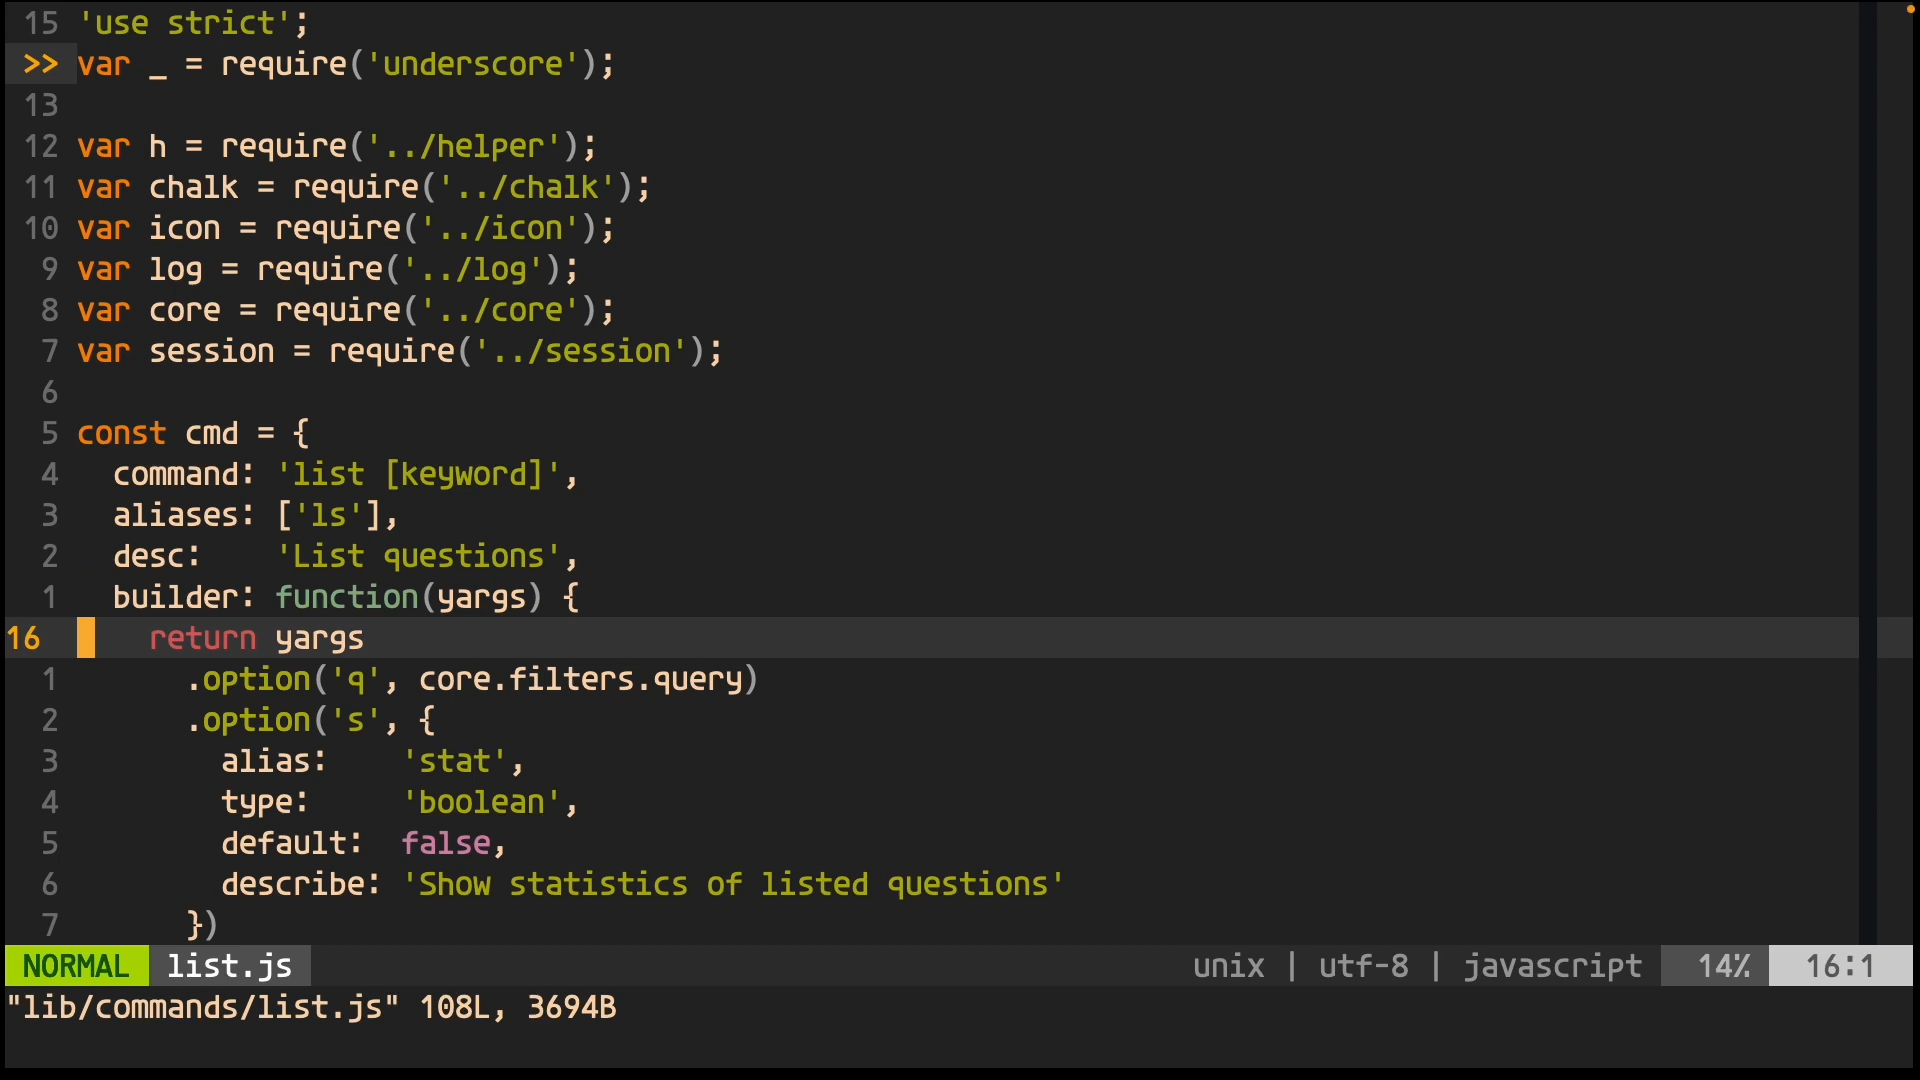 15 'use strict';
>> var _ = require('underscore');
13
12 var h = require('../helper');
11 var chalk = require('../chalk');
10 var icon = require('../icon');
9 var log = require('../log');
8 var core = require('../core');
7 var session = require('../session');
6
5 const cmd = {
4   command: 'list [keyword]',
3   aliases: ['ls'],
2   desc:    'List questions',
1   builder: function(yargs) {
16     return yargs
1       .option('q', core.filters.query)
2       .option('s', {
3         alias:    'stat',
4         type:     'boolean',
5         default:  false,
6         describe: 'Show statistics of listed questions'
7       })
NORMAL list.js unix | utf-8 | javascript 14% 16:1
"lib/commands/list.js" 108L, 3694B